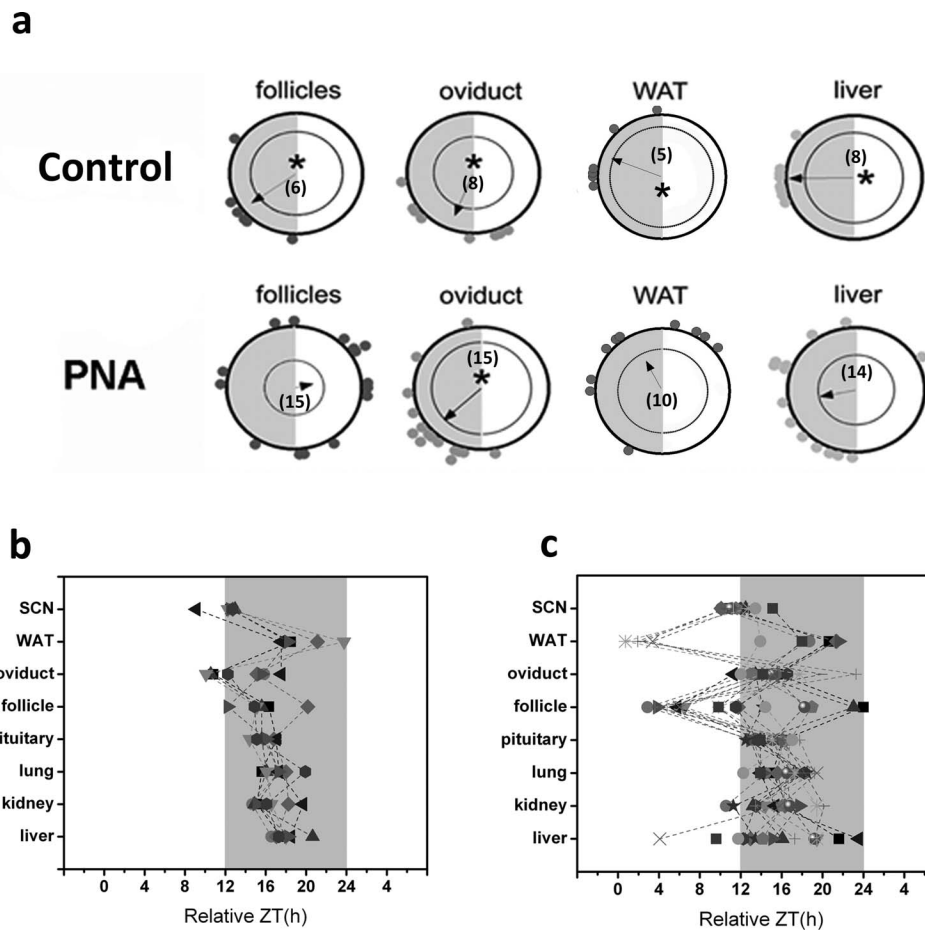 a
follicles oviduct WAT liver
Control
* (6) * (8) (5) * (8) *
follicles oviduct WAT liver
PNA
(15) (15) * (10) (14)
b c
SCN SCN
WAT WAT
oviduct oviduct
follicle follicle
ituitary pituitary
lung lung
kidney kidney
liver liver
0 4 8 12 16 20 24 4 0 4 8 12 16 20 24 4
Relative ZT(h) Relative ZT(h)